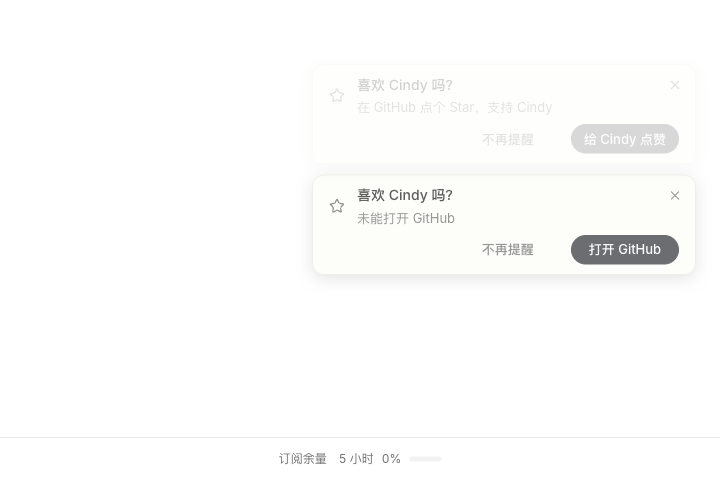 喜欢 Cindy 吗?
在 GitHub 点个 Star，支持 Cindy
不再提醒
给 Cindy 点赞
喜欢 Cindy 吗?
未能打开 GitHub
不再提醒
打开 GitHub
订阅余量 5 小时 0%